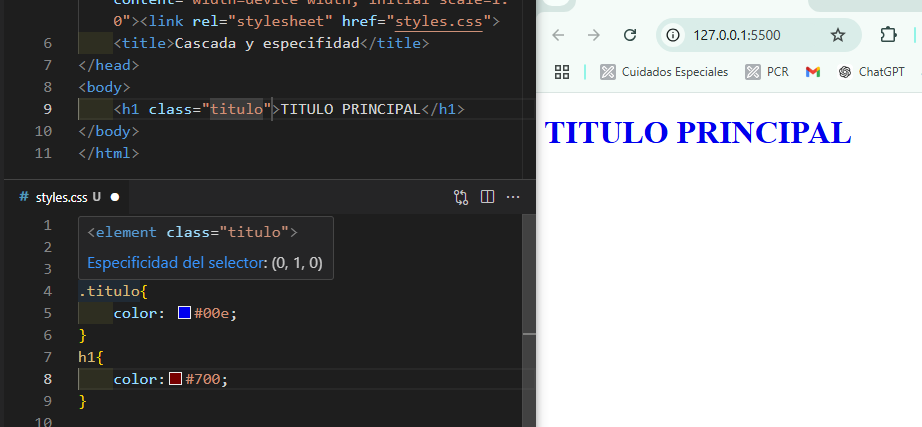 content="width=device-width, initial-scale=1.
0"><link rel="stylesheet" href="styles.css">
6 <title>Cascada y especifidad</title>
7 </head>
8 <body>
9 <h1 class="titulo">TITULO PRINCIPAL</h1>
10 </body>
11 </html>
# styles.css U
1
2
3
<element class="titulo">
Especificidad del selector: (0, 1, 0)
4 .titulo{
5 color: #00e;
6 }
7 h1{
8 color:#700;
9 }
10
127.0.0.1:5500
Cuidados Especiales PCR ChatGPT
TITULO PRINCIPAL